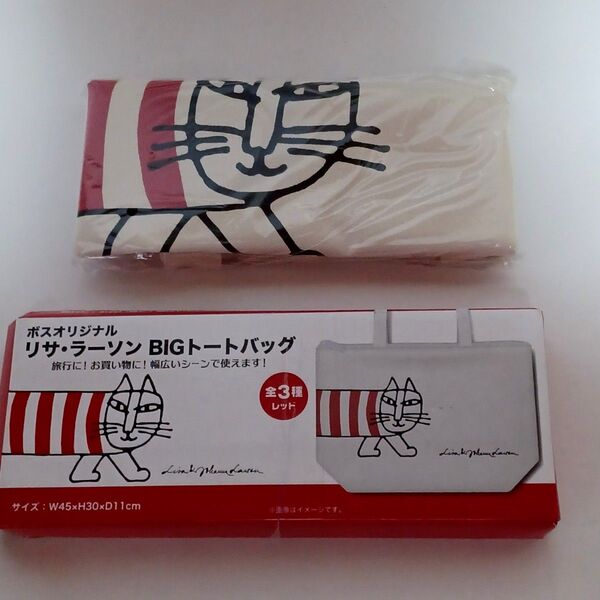 ボスオリジナル
リサ・ラーソン BIGトートバッグ
旅行に！お買い物に！幅広いシーンで使えます！
全3種
レッド
サイズ：W45×H30×D11cm
※画像はイメージです。